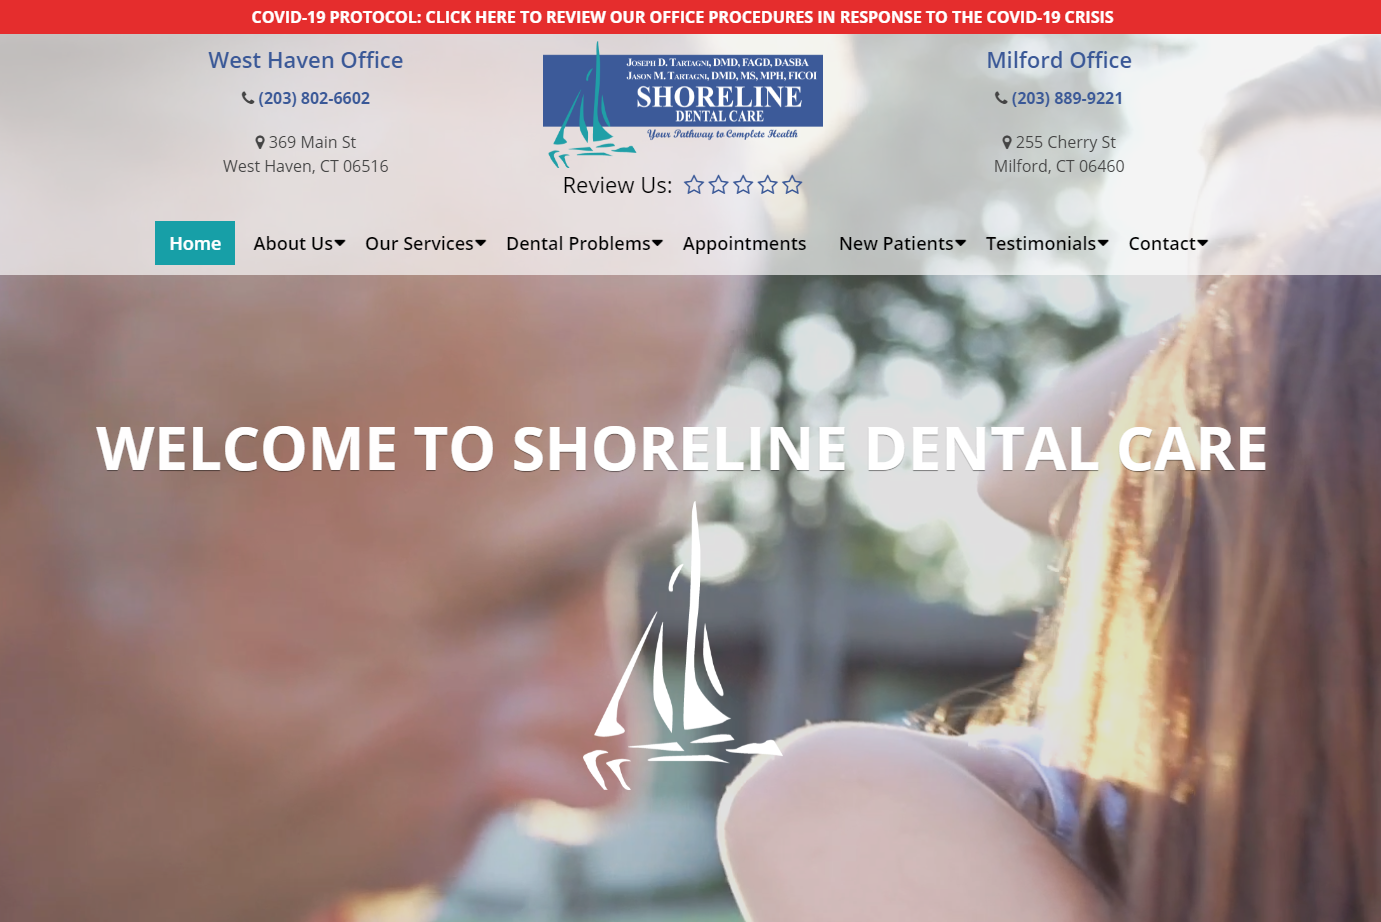 COVID-19 PROTOCOL: CLICK HERE TO REVIEW OUR OFFICE PROCEDURES IN RESPONSE TO THE COVID-19 CRISIS
West Haven Office
(203) 802-6602
369 Main St
West Haven, CT 06516
JOSEPH D. TARTAGNI, DMD, FAGD, DASBA
JASON M. TARTAGNI, DMD, MS, MPH, FICOI
SHORELINE
DENTAL CARE
Your Pathway to Complete Health
Review Us:
Milford Office
(203) 889-9221
255 Cherry St
Milford, CT 06460
Home About Us Our Services Dental Problems Appointments New Patients Testimonials Contact
WELCOME TO SHORELINE DENTAL CARE